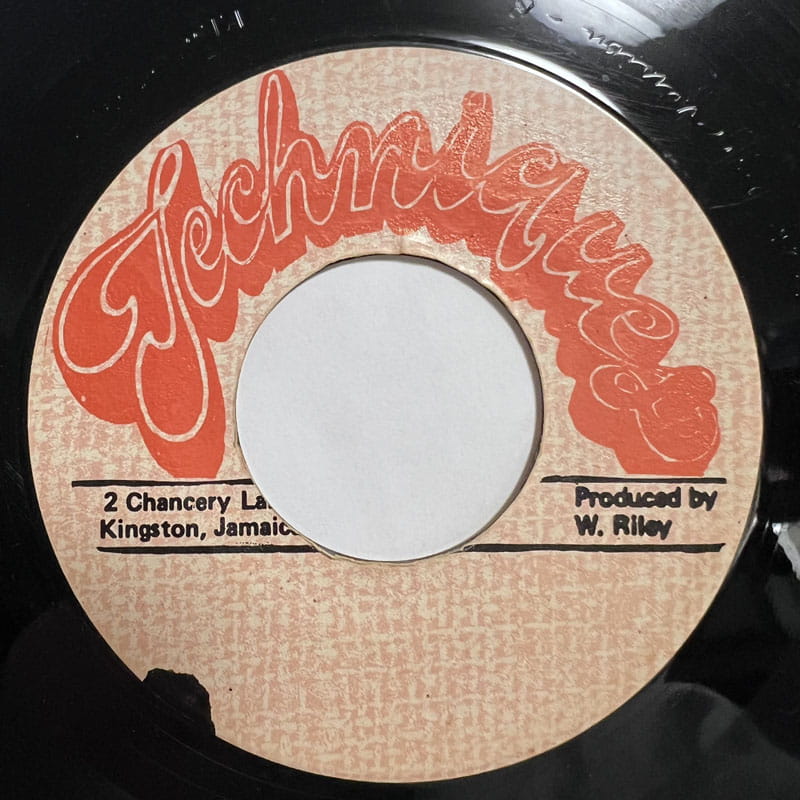 Techniques
2 Chancery La
Kingston, Jamaic
Produced by
W. Riley